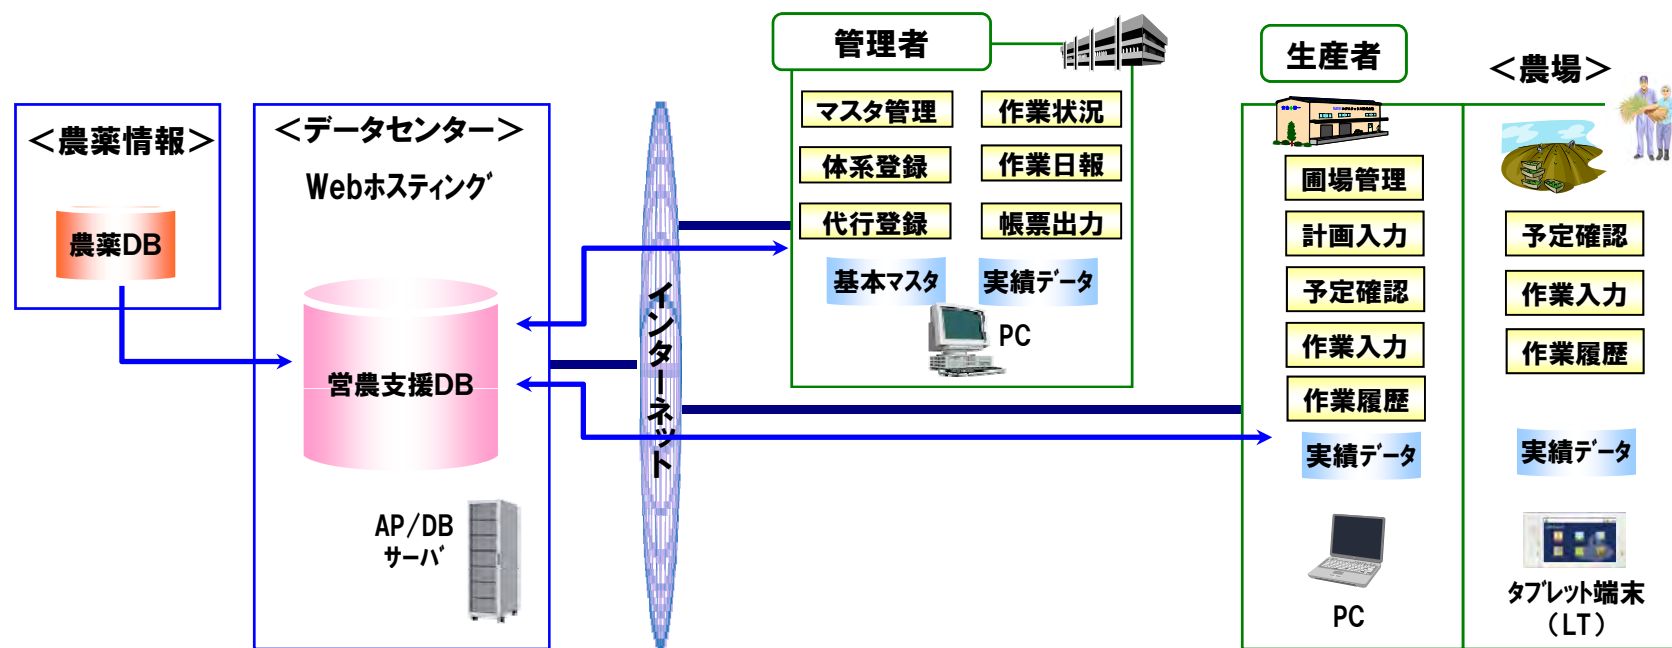 ＜農薬情報＞
農薬DB
＜データセンター＞
Webホスティング
営農支援DB
AP/DB
サーバ
インターネット
管理者
マスタ管理
作業状況
体系登録
作業日報
代行登録
帳票出力
基本マスタ
実績データ
PC
生産者
圃場管理
計画入力
予定確認
作業入力
作業履歴
実績データ
PC
＜農場＞
予定確認
作業入力
作業履歴
実績データ
タブレット端末
（LT）